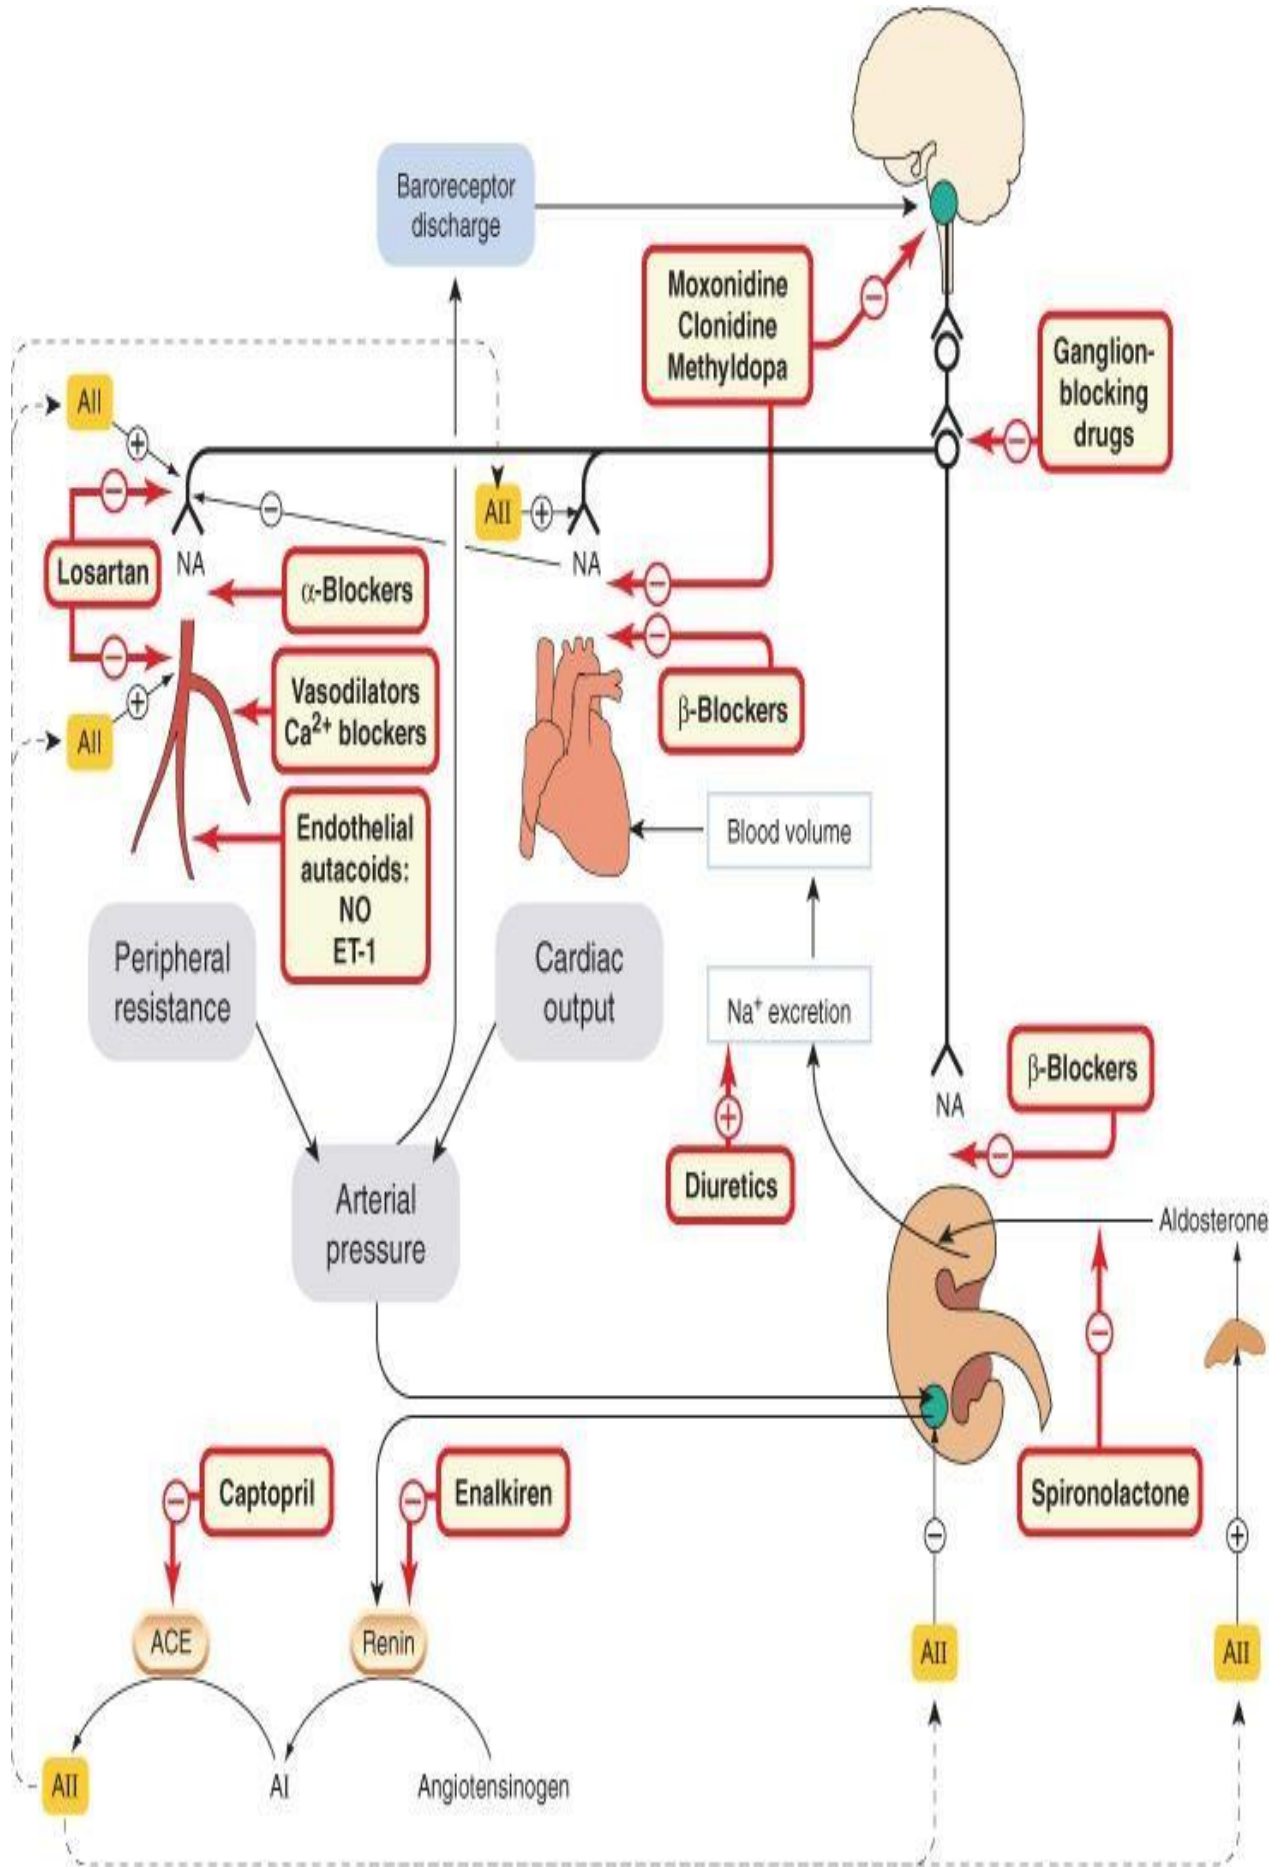 Baroreceptor
discharge
Moxonidine
Clonidine
Methyldopa
−
Ganglion-
blocking
drugs
−
AII
+
−
−
AII
+
NA
NA
Losartan
α-Blockers
−
−
−
+
AII
Vasodilators
Ca²⁺ blockers
β-Blockers
Endothelial
autacoids:
NO
ET-1
Blood volume
Peripheral
resistance
Cardiac
output
Na⁺ excretion
+
Diuretics
NA
β-Blockers
−
Arterial
pressure
Aldosterone
−
Spironolactone
Captopril
−
Enalkiren
−
−
+
ACE
Renin
AII
AII
AII
AI
Angiotensinogen